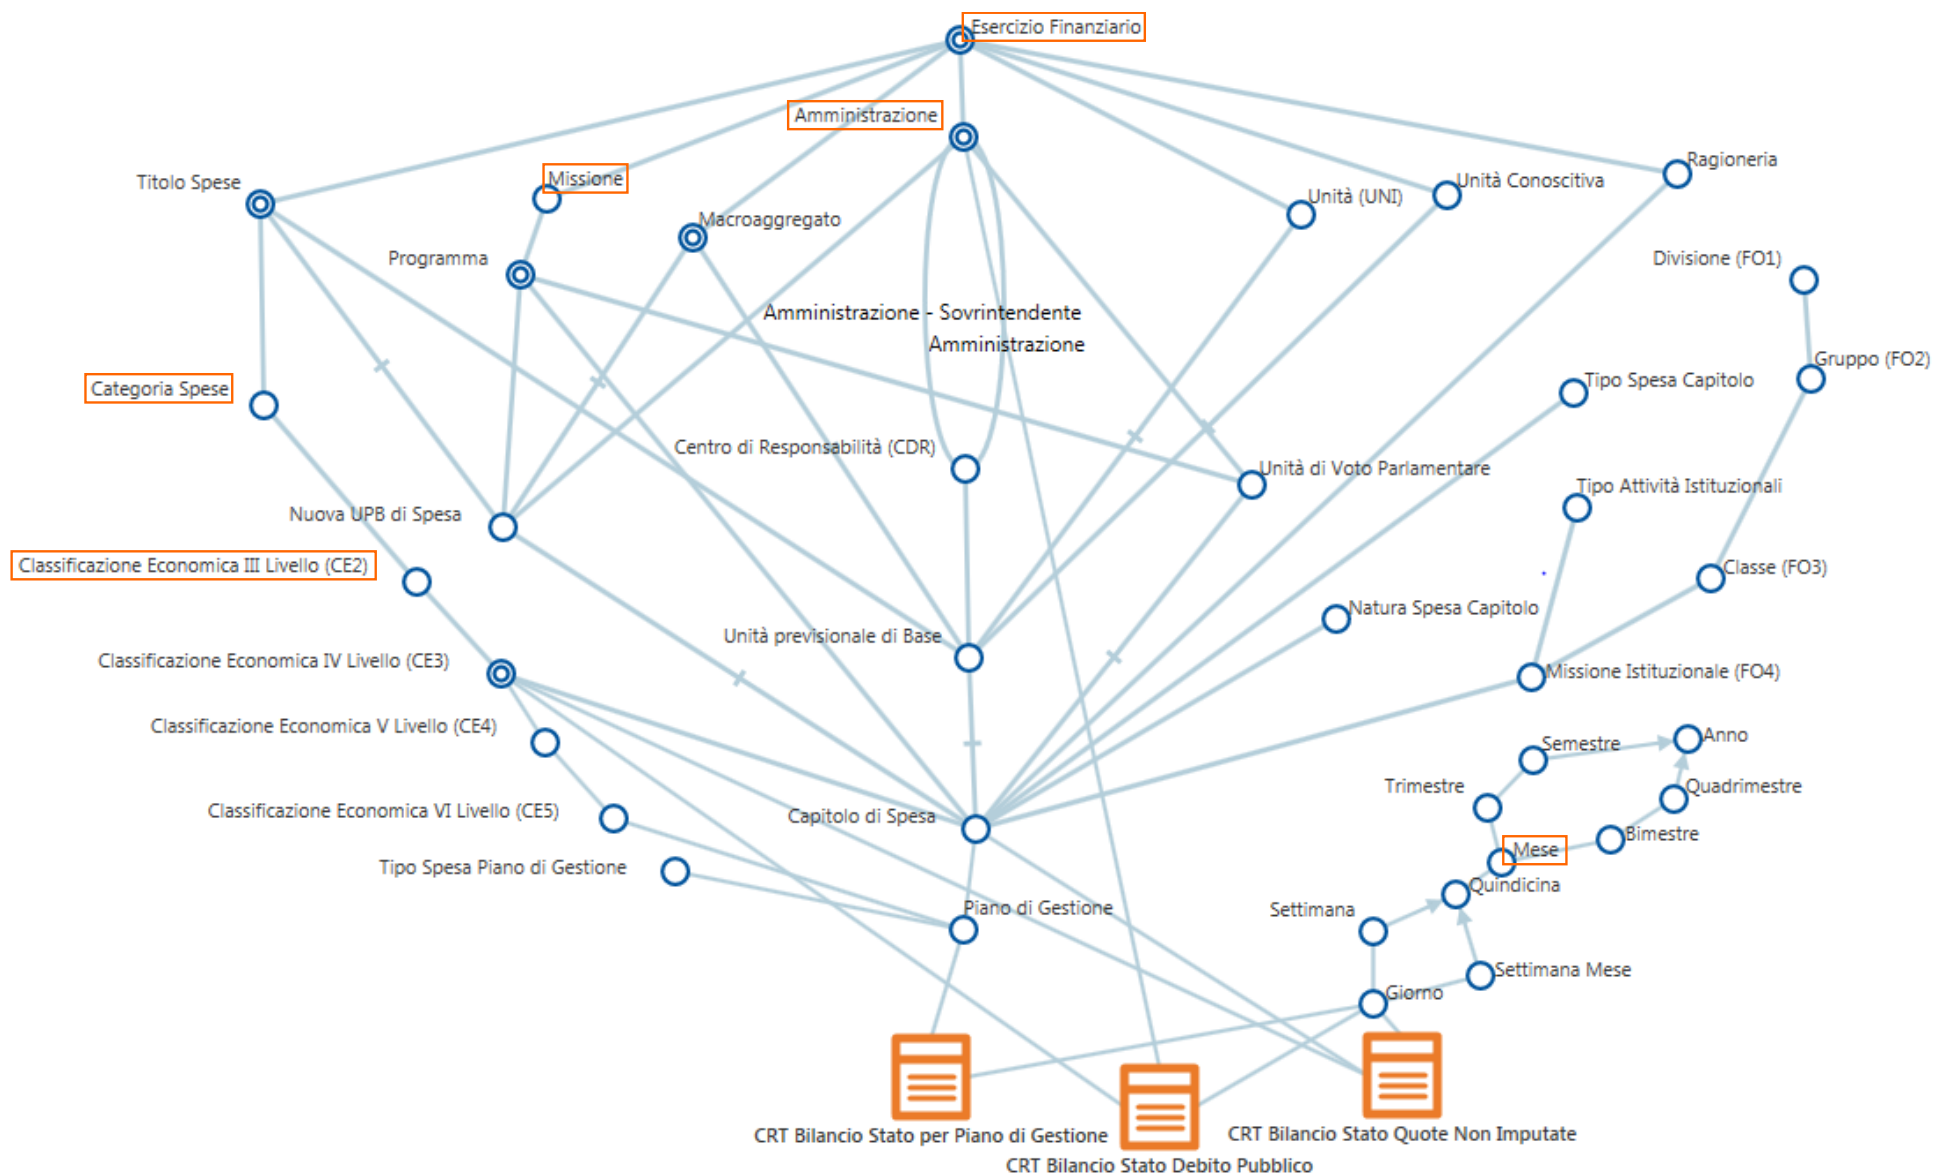 Esercizio Finanziario
Amministrazione
Ragioneria
Titolo Spese
Missione
Unità Conoscitiva
Unità (UNI)
Macroaggregato
Programma
Divisione (FO1)
Amministrazione - Sovrintendente
Amministrazione
Gruppo (FO2)
Categoria Spese
Tipo Spesa Capitolo
Centro di Responsabilità (CDR)
Unità di Voto Parlamentare
Tipo Attività Istituzionali
Nuova UPB di Spesa
Classificazione Economica III Livello (CE2)
Classe (FO3)
Natura Spesa Capitolo
Unità previsionale di Base
Classificazione Economica IV Livello (CE3)
Missione Istituzionale (FO4)
Classificazione Economica V Livello (CE4)
Anno
Semestre
Trimestre
Quadrimestre
Classificazione Economica VI Livello (CE5)
Capitolo di Spesa
Bimestre
Mese
Tipo Spesa Piano di Gestione
Quindicina
Piano di Gestione
Settimana
Settimana Mese
Giorno
CRT Bilancio Stato per Piano di Gestione
CRT Bilancio Stato Quote Non Imputate
CRT Bilancio Stato Debito Pubblico